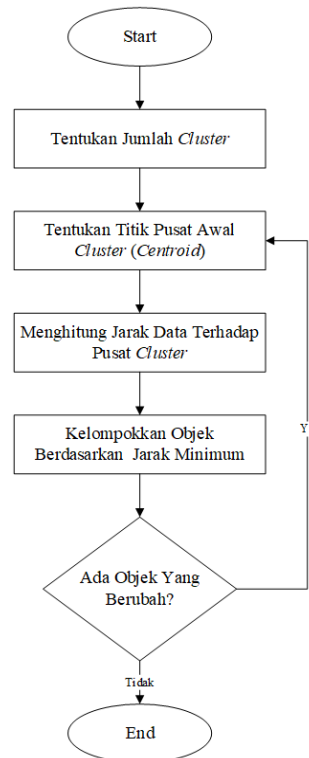 Start
Tentukan Jumlah Cluster
Tentukan Titik Pusat Awal
Cluster (Centroid)
Menghitung Jarak Data Terhadap
Pusat Cluster
Kelompokkan Objek
Berdasarkan Jarak Minimum
Y
Ada Objek Yang
Berubah?
Tidak
End